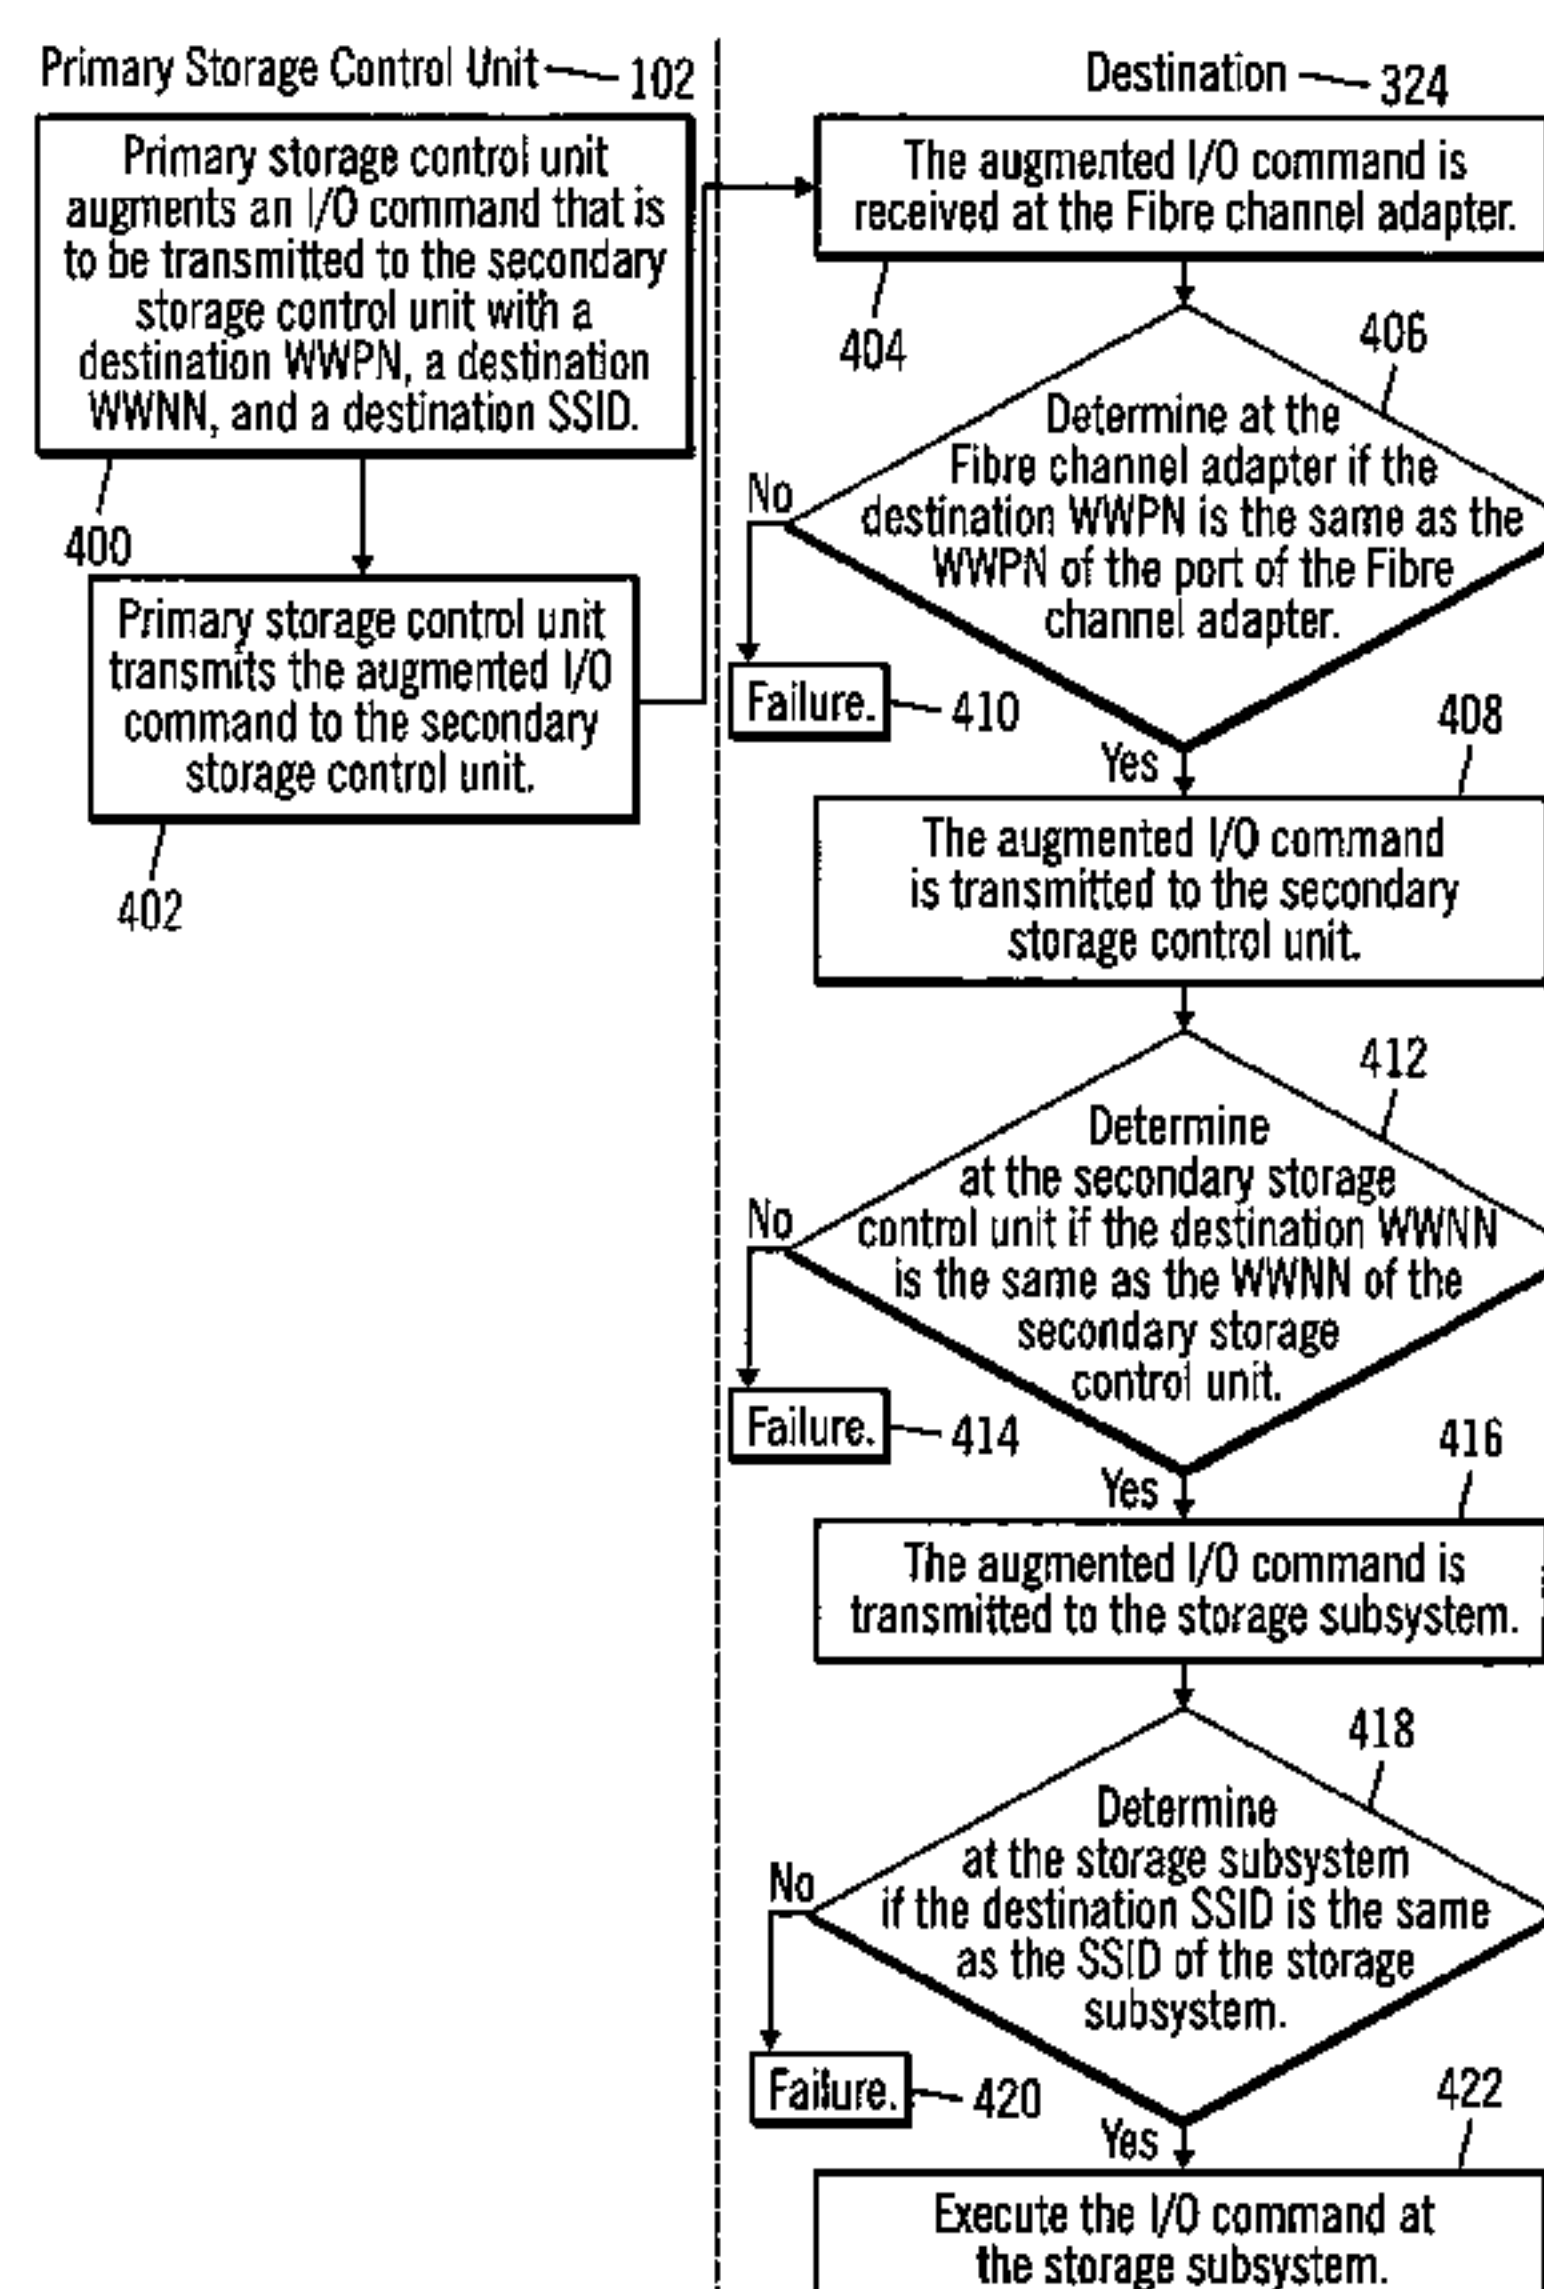 Primary Storage Control Unit 102
Primary storage control unit
augments an I/O command that is
to be transmitted to the secondary
storage control unit with a
destination WWPN, a destination
WWNN, and a destination SSID.
400
Primary storage control unit
transmits the augmented I/O
command to the secondary
storage control unit.
402
Destination 324
The augmented I/O command is
received at the Fibre channel adapter.
404
406
Determine at the
Fibre channel adapter if the
destination WWPN is the same as the
WWPN of the port of the Fibre
channel adapter.
No
Failure. 410
Yes
408
The augmented I/O command
is transmitted to the secondary
storage control unit.
412
Determine
at the secondary storage
control unit if the destination WWNN
is the same as the WWNN of the
secondary storage
control unit.
No
Failure. 414
Yes
416
The augmented I/O command is
transmitted to the storage subsystem.
418
Determine
at the storage subsystem
if the destination SSID is the same
as the SSID of the storage
subsystem.
No
Failure. 420
Yes
422
Execute the I/O command at
the storage subsystem.